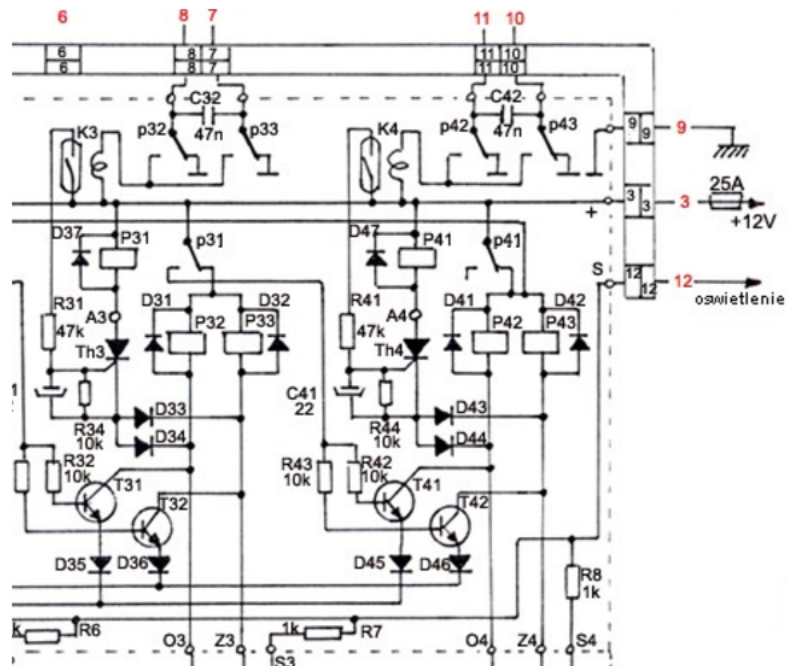 6 8 7 11 10
6 8 7 11 10
6 8 7 11 10
C32 C42
p32 47n p33 p42 47n p43
K3 K4
9 9 9
25A
3 3 3
+ +12V
D37 P31 p31 D47 P41 p41
S 12 12 12
oswietlenie
R31 47k A3 D31 P32 P33 D32 R41 47k A4 D41 P42 P43 D42
Th3 Th4
C41 22
D33 D43
R34 10k D34 R44 10k D44
R32 10k T31 R43 10k R42 10k T41
T32 T42
D35 D36 D45 D46
R8 1k
R6 1k R7
O3 Z3 S3 O4 Z4 S4